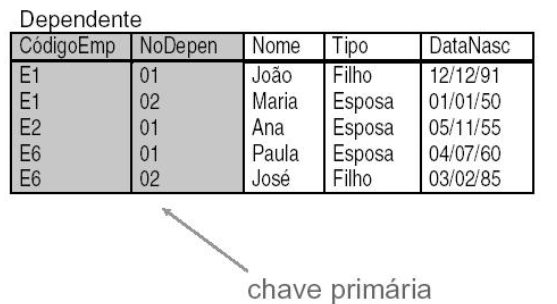 Dependente
CódigoEmp NoDepen Nome Tipo DataNasc
E1 01 João Filho 12/12/91
E1 02 Maria Esposa 01/01/50
E2 01 Ana Esposa 05/11/55
E6 01 Paula Esposa 04/07/60
E6 02 José Filho 03/02/85
chave primária